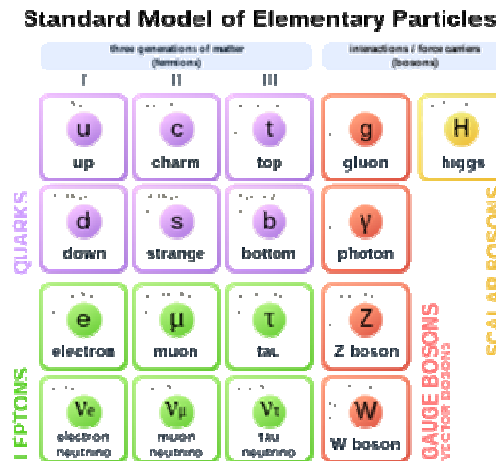 Standard Model of Elementary Particles
three generations of matter
(fermions)
interactions / force carriers
(bosons)
I II III
u c t g H
up charm top gluon higgs
d s b γ
down strange bottom photon
QUARKS
e μ τ Z
electron muon tau Z boson
νe νμ ντ W
electron neutrino
muon neutrino
tau neutrino
W boson
LEPTONS
GAUGE BOSONS
VECTOR BOSONS
SCALAR BOSONS